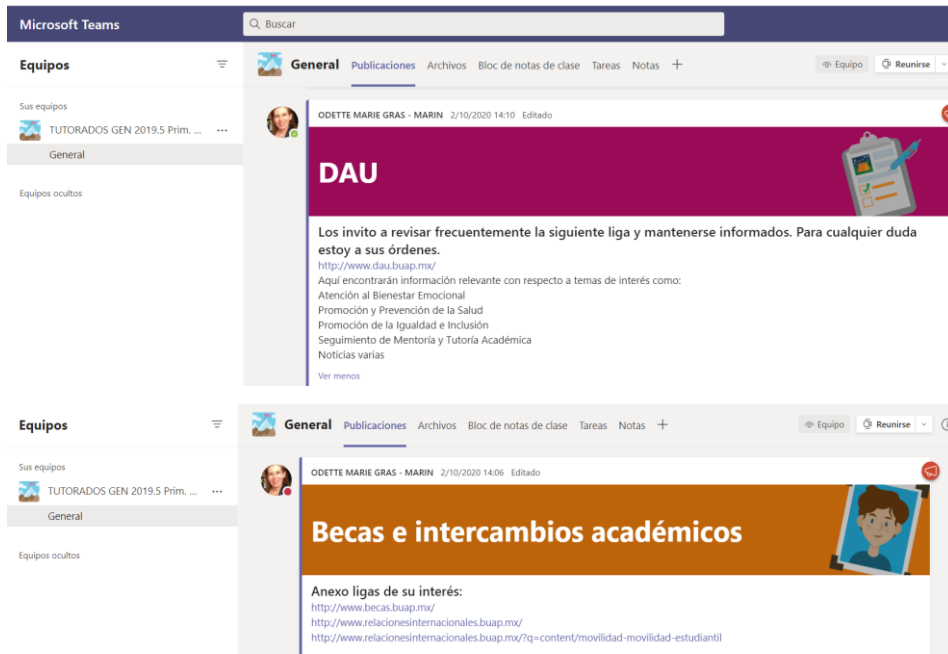 Microsoft Teams
Buscar
Equipos
General Publicaciones Archivos Bloc de notas de clase Tareas Notas
Equipo Reunirse
Sus equipos
TUTORADOS GEN 2019.5 Prim. ... ...
General
Equipos ocultos
ODETTE MARIE GRAS - MARIN 2/10/2020 14:10 Editado
DAU
Los invito a revisar frecuentemente la siguiente liga y mantenerse informados. Para cualquier duda
estoy a sus órdenes.
http://www.dau.buap.mx/
Aquí encontrarán información relevante con respecto a temas de interés como:
Atención al Bienestar Emocional
Promoción y Prevención de la Salud
Promoción de la Igualdad e Inclusión
Seguimiento de Mentoría y Tutoría Académica
Noticias varias
Ver menos
Equipos
General Publicaciones Archivos Bloc de notas de clase Tareas Notas
Equipo Reunirse
Sus equipos
TUTORADOS GEN 2019.5 Prim. ... ...
General
Equipos ocultos
ODETTE MARIE GRAS - MARIN 2/10/2020 14:06 Editado
Becas e intercambios académicos
Anexo ligas de su interés:
http://www.becas.buap.mx/
http://www.relacionesinternacionales.buap.mx/
http://www.relacionesinternacionales.buap.mx/?q=content/movilidad-movilidad-estudiantil